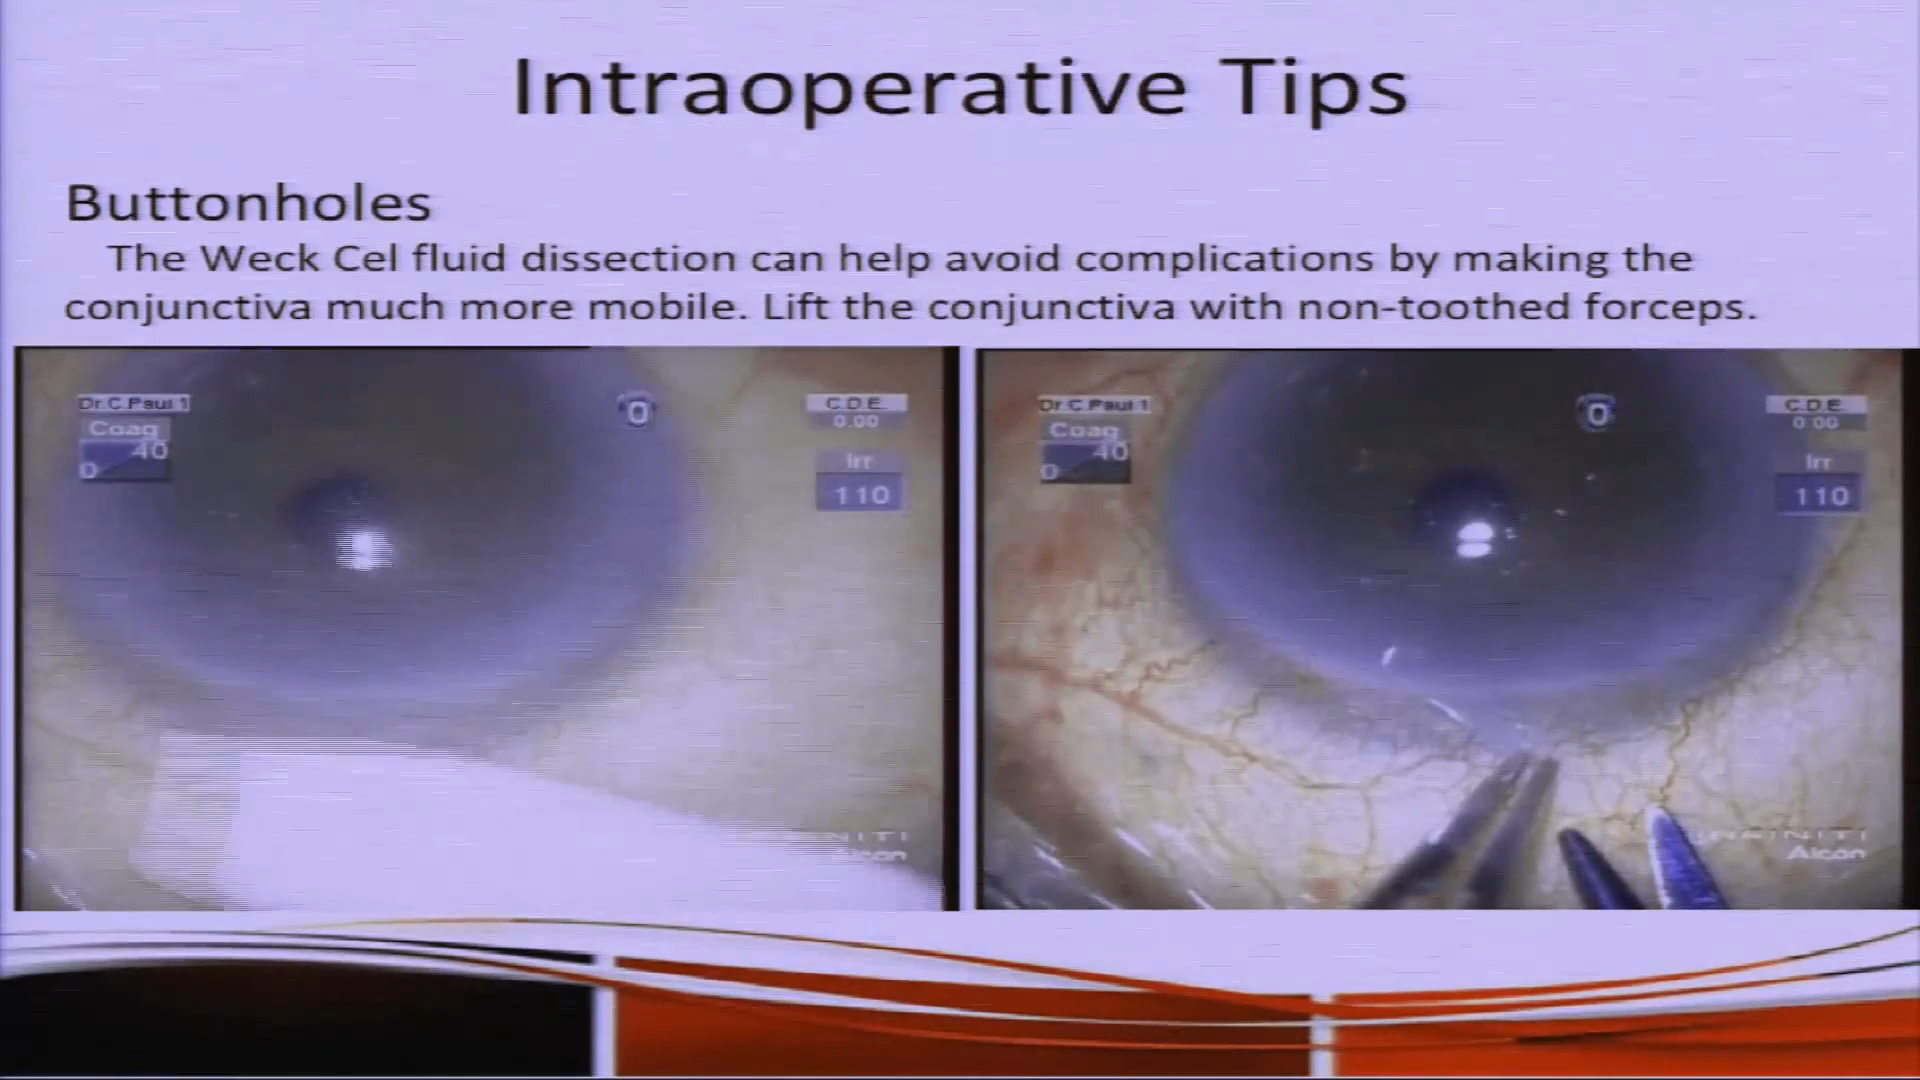 Intraoperative Tips
Buttonholes
The Weck Cel fluid dissection can help avoid complications by making the
conjunctiva much more mobile. Lift the conjunctiva with non-toothed forceps.
Dr.C.Paul 1
Coag
40
0
0
C.D.E.
0.00
Irr
110
INITI
Alcon
Dr.C.Paul 1
Coag
40
0
0
C.D.E.
0.00
Irr
110
INFINITI
Alcon